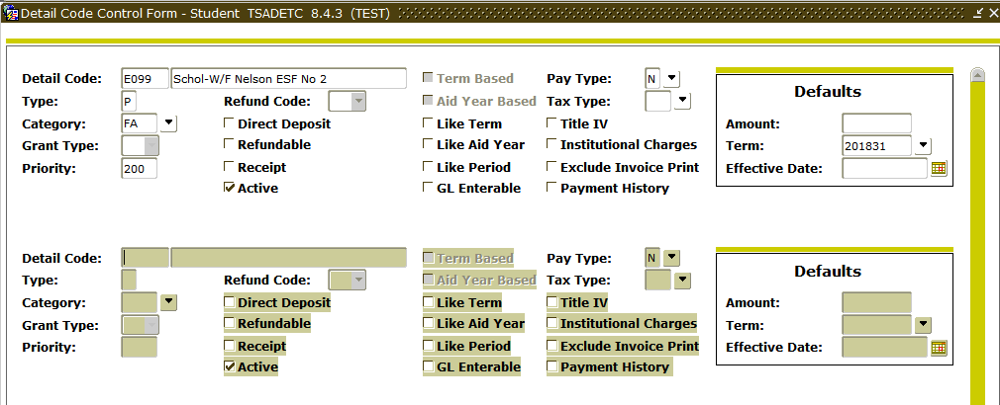 Detail Code Control Form - Student TSADETC 8.4.3 (TEST)
Detail Code: E099 Schol-W/F Nelson ESF No 2 Term Based Pay Type: N
Type: P Refund Code: Aid Year Based Tax Type:
Category: FA Direct Deposit Like Term Title IV
Grant Type: Refundable Like Aid Year Institutional Charges
Priority: 200 Receipt Like Period Exclude Invoice Print
Active GL Enterable Payment History
Defaults
Amount:
Term: 201831
Effective Date:
Detail Code: Term Based Pay Type: N
Type: Refund Code: Aid Year Based Tax Type:
Category: Direct Deposit Like Term Title IV
Grant Type: Refundable Like Aid Year Institutional Charges
Priority: Receipt Like Period Exclude Invoice Print
Active GL Enterable Payment History
Defaults
Amount:
Term:
Effective Date: